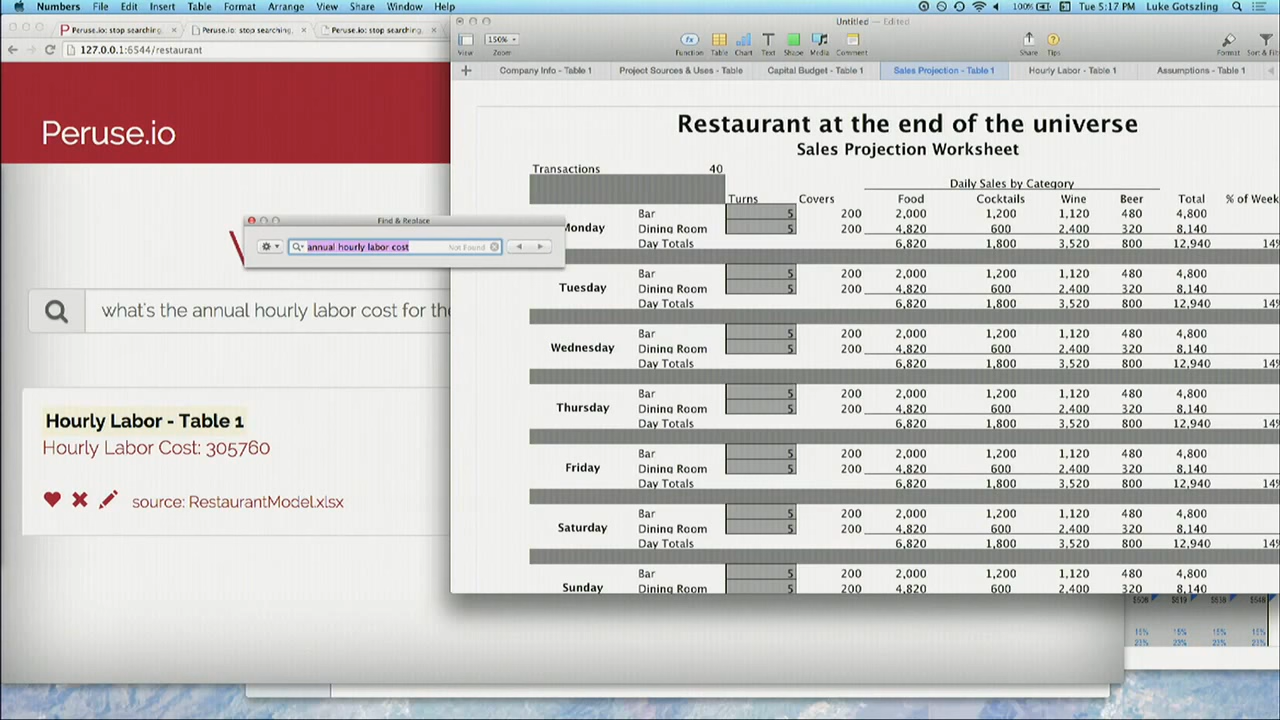 Numbers File Edit Insert Table Format Arrange View Share Window Help
100% Tue 5:17 PM Luke Gotszling
Peruse.io: stop searching. Peruse.io: stop searching. Peruse.io: stop searching.
127.0.0.1:6544/restaurant
Peruse.io
what's the annual hourly labor cost for the
Hourly Labor - Table 1
Hourly Labor Cost: 305760
source: RestaurantModel.xlsx
Find & Replace
annual hourly labor cost Not Found
Untitled — Edited
150%
View Zoom Function Table Chart Text Shape Media Comment Share Tips Format Sort & Fil
Company Info - Table 1 Project Sources & Uses - Table Capital Budget - Table 1 Sales Projection - Table 1 Hourly Labor - Table 1 Assumptions - Table 1
Restaurant at the end of the universe
Sales Projection Worksheet
Transactions 40
Daily Sales by Category
Turns Covers Food Cocktails Wine Beer Total % of Week
Monday
Bar 5 200 2,000 1,200 1,120 480 4,800
Dining Room 5 200 4,820 600 2,400 320 8,140
Day Totals 6,820 1,800 3,520 800 12,940 14%
Tuesday
Bar 5 200 2,000 1,200 1,120 480 4,800
Dining Room 5 200 4,820 600 2,400 320 8,140
Day Totals 6,820 1,800 3,520 800 12,940 14%
Wednesday
Bar 5 200 2,000 1,200 1,120 480 4,800
Dining Room 5 200 4,820 600 2,400 320 8,140
Day Totals 6,820 1,800 3,520 800 12,940 14%
Thursday
Bar 5 200 2,000 1,200 1,120 480 4,800
Dining Room 5 200 4,820 600 2,400 320 8,140
Day Totals 6,820 1,800 3,520 800 12,940 14%
Friday
Bar 5 200 2,000 1,200 1,120 480 4,800
Dining Room 5 200 4,820 600 2,400 320 8,140
Day Totals 6,820 1,800 3,520 800 12,940 14%
Saturday
Bar 5 200 2,000 1,200 1,120 480 4,800
Dining Room 5 200 4,820 600 2,400 320 8,140
Day Totals 6,820 1,800 3,520 800 12,940 14%
Sunday
Bar 5 200 2,000 1,200 1,120 480 4,800
Dining Room 5 200 4,820 600 2,400 320 8,140
15% 15% 15% 15%
23% 23% 23% 23%